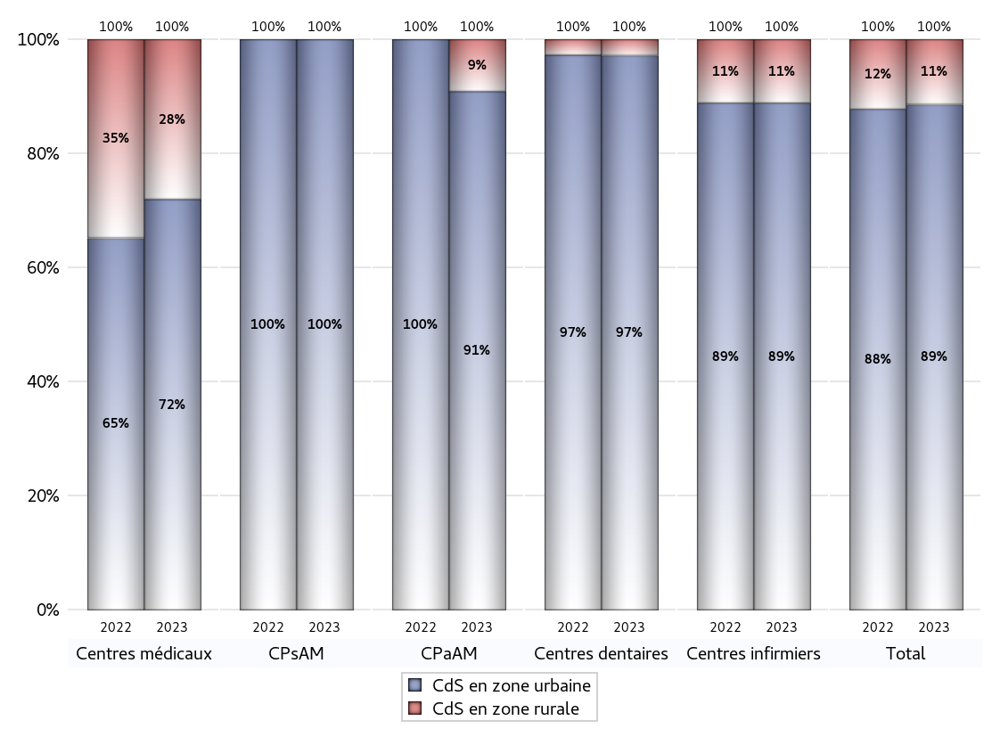 100% 100% 100% 100% 100% 100% 100% 100% 100% 100% 100% 100%
100%
9%
11% 11%
12% 11%
28%
35%
80%
60%
100% 100% 100%
97% 97%
91%
89% 89%
88% 89%
40%
72%
65%
20%
0%
2022 2023 2022 2023 2022 2023 2022 2023 2022 2023 2022 2023
Centres médicaux CPsAM CPaAM Centres dentaires Centres infirmiers Total
CdS en zone urbaine
CdS en zone rurale